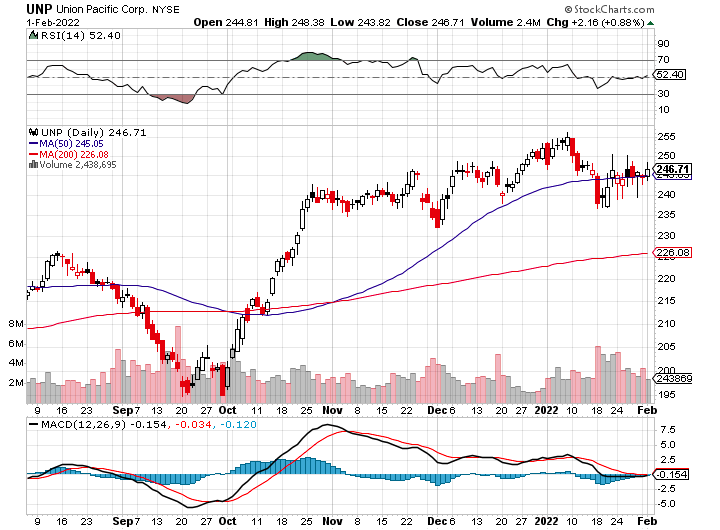 UNP Union Pacific Corp. NYSE © StockCharts.com
1-Feb-2022 Open 244.81 High 248.38 Low 243.82 Close 246.71 Volume 2.4M Chg +2.16 (+0.88%)
RSI(14) 52.40
90
70
52.40
30
10
UNP (Daily) 246.71
MA(50) 245.05
MA(200) 226.08
Volume 2,438,695
255
250
246.71
240
235
230
226.08
220
215
210
205
200
195
8M
6M
4M
2M
243869
9 16 23 Sep 7 13 20 27 Oct 11 18 25 Nov 8 15 22 Dec 6 13 20 27 2022 10 18 24 Feb
MACD(12,26,9) -0.154, -0.034, -0.120
7.5
5.0
2.5
-0.154
-2.5
-5.0
9 16 23 Sep 7 13 20 27 Oct 11 18 25 Nov 8 15 22 Dec 6 13 20 27 2022 10 18 24 Feb